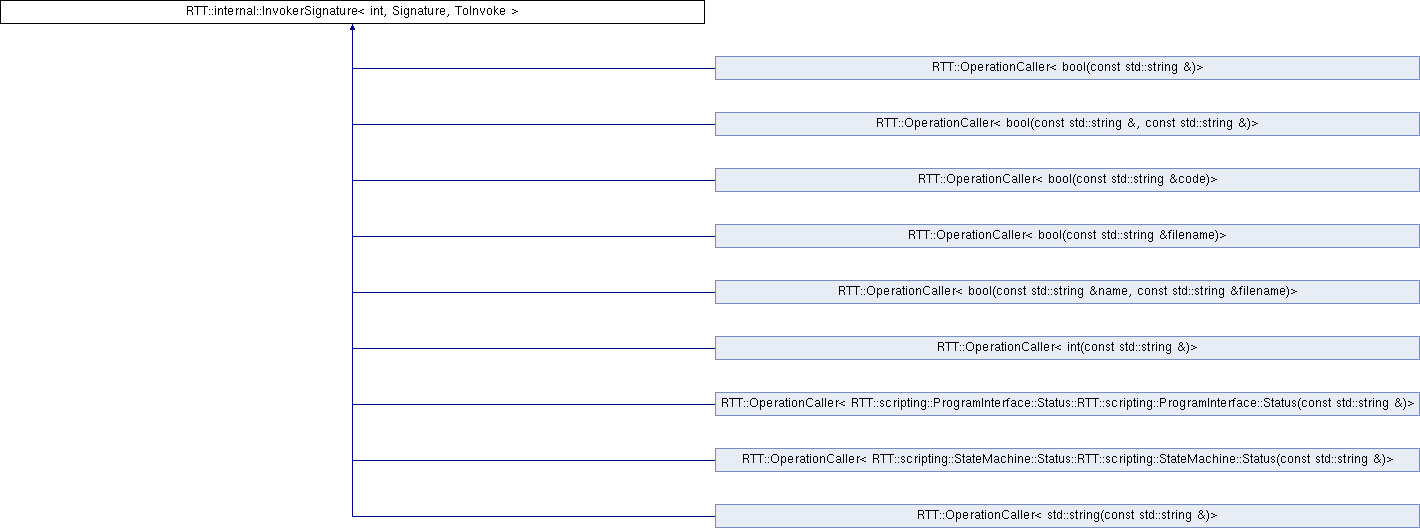 RTT::internal::InvokerSignature< int, Signature, ToInvoke >
RTT::OperationCaller< bool(const std::string &)>
RTT::OperationCaller< bool(const std::string &, const std::string &)>
RTT::OperationCaller< bool(const std::string &code)>
RTT::OperationCaller< bool(const std::string &filename)>
RTT::OperationCaller< bool(const std::string &name, const std::string &filename)>
RTT::OperationCaller< int(const std::string &)>
RTT::OperationCaller< RTT::scripting::ProgramInterface::Status::RTT::scripting::ProgramInterface::Status(const std::string &)>
RTT::OperationCaller< RTT::scripting::StateMachine::Status::RTT::scripting::StateMachine::Status(const std::string &)>
RTT::OperationCaller< std::string(const std::string &)>